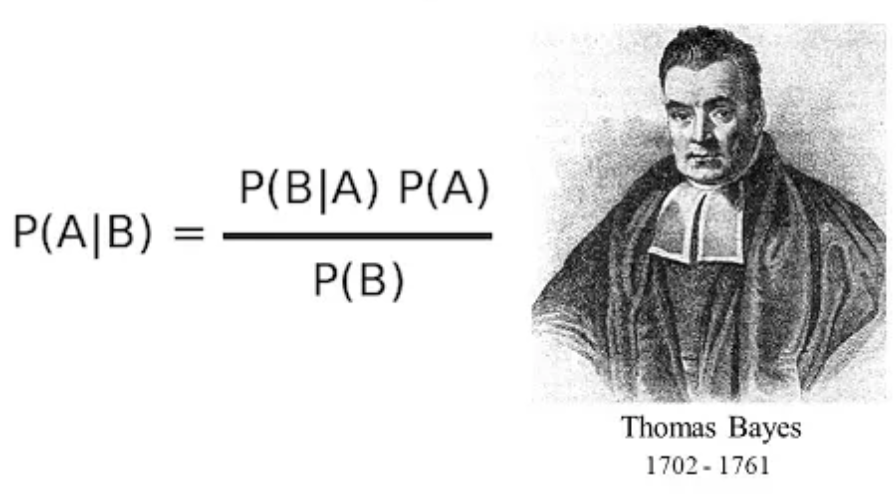 P(A|B) = P(B|A) P(A)
P(B)
Thomas Bayes
1702 - 1761